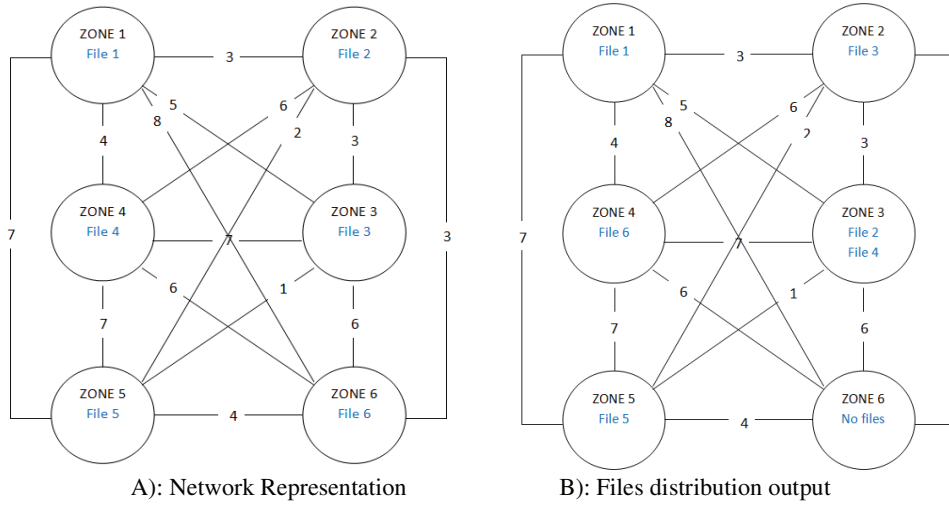 ZONE 1
File 1
3
ZONE 2
File 2
5
6
8
2
4
3
ZONE 4
File 4
7
ZONE 3
File 3
7
3
6
1
7
6
ZONE 5
File 5
4
ZONE 6
File 6
A): Network Representation
ZONE 1
File 1
3
ZONE 2
File 3
5
6
8
2
4
3
ZONE 4
File 6
7
ZONE 3
File 2
File 4
7
6
1
7
6
ZONE 5
File 5
4
ZONE 6
No files
B): Files distribution output